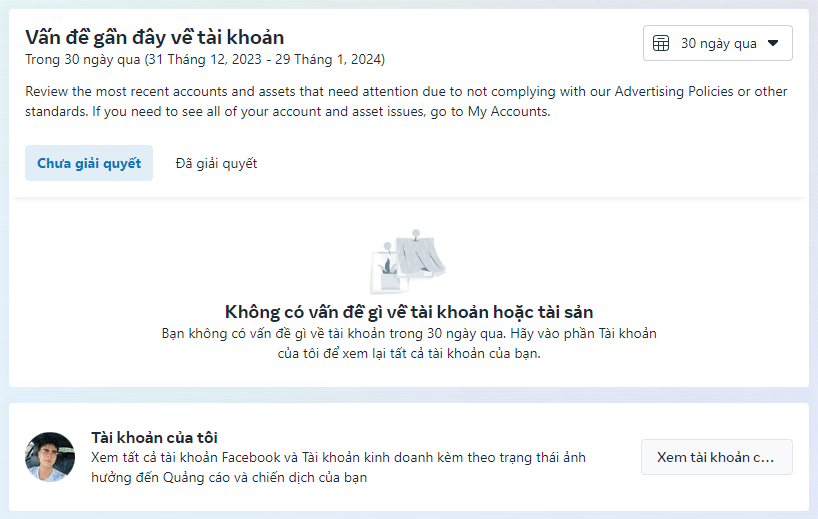 Vấn đề gần đây về tài khoản
Trong 30 ngày qua (31 Tháng 12, 2023 - 29 Tháng 1, 2024)
30 ngày qua
Review the most recent accounts and assets that need attention due to not complying with our Advertising Policies or other
standards. If you need to see all of your account and asset issues, go to My Accounts.
Chưa giải quyết
Đã giải quyết
Không có vấn đề gì về tài khoản hoặc tài sản
Bạn không có vấn đề gì về tài khoản trong 30 ngày qua. Hãy vào phần Tài khoản
của tôi để xem lại tất cả tài khoản của bạn.
Tài khoản của tôi
Xem tất cả tài khoản Facebook và Tài khoản kinh doanh kèm theo trạng thái ảnh
hưởng đến Quảng cáo và chiến dịch của bạn
Xem tài khoản c...